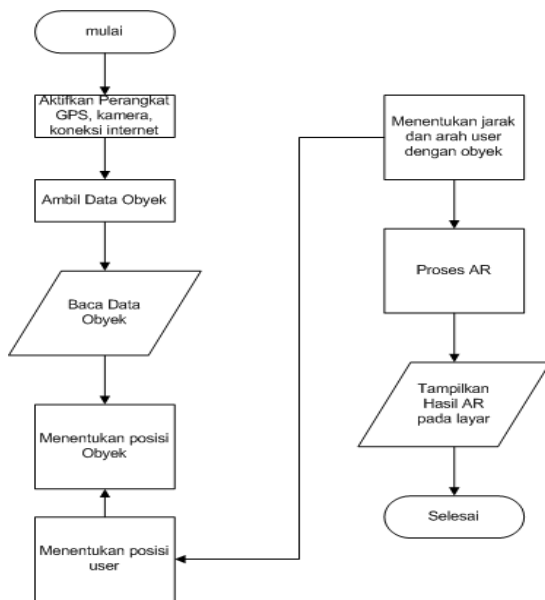 mulai
Aktifkan Perangkat
GPS, kamera,
koneksi internet
Ambil Data Obyek
Baca Data
Obyek
Menentukan posisi
Obyek
Menentukan posisi
user
Menentukan jarak
dan arah user
dengan obyek
Proses AR
Tampilkan
Hasil AR
pada layar
Selesai